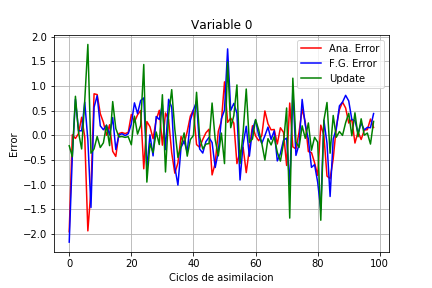 Variable 0
Ana. Error
F.G. Error
Update
2.0
1.5
1.0
0.5
0.0
−0.5
−1.0
−1.5
−2.0
Error
0 20 40 60 80 100
Ciclos de asimilacion